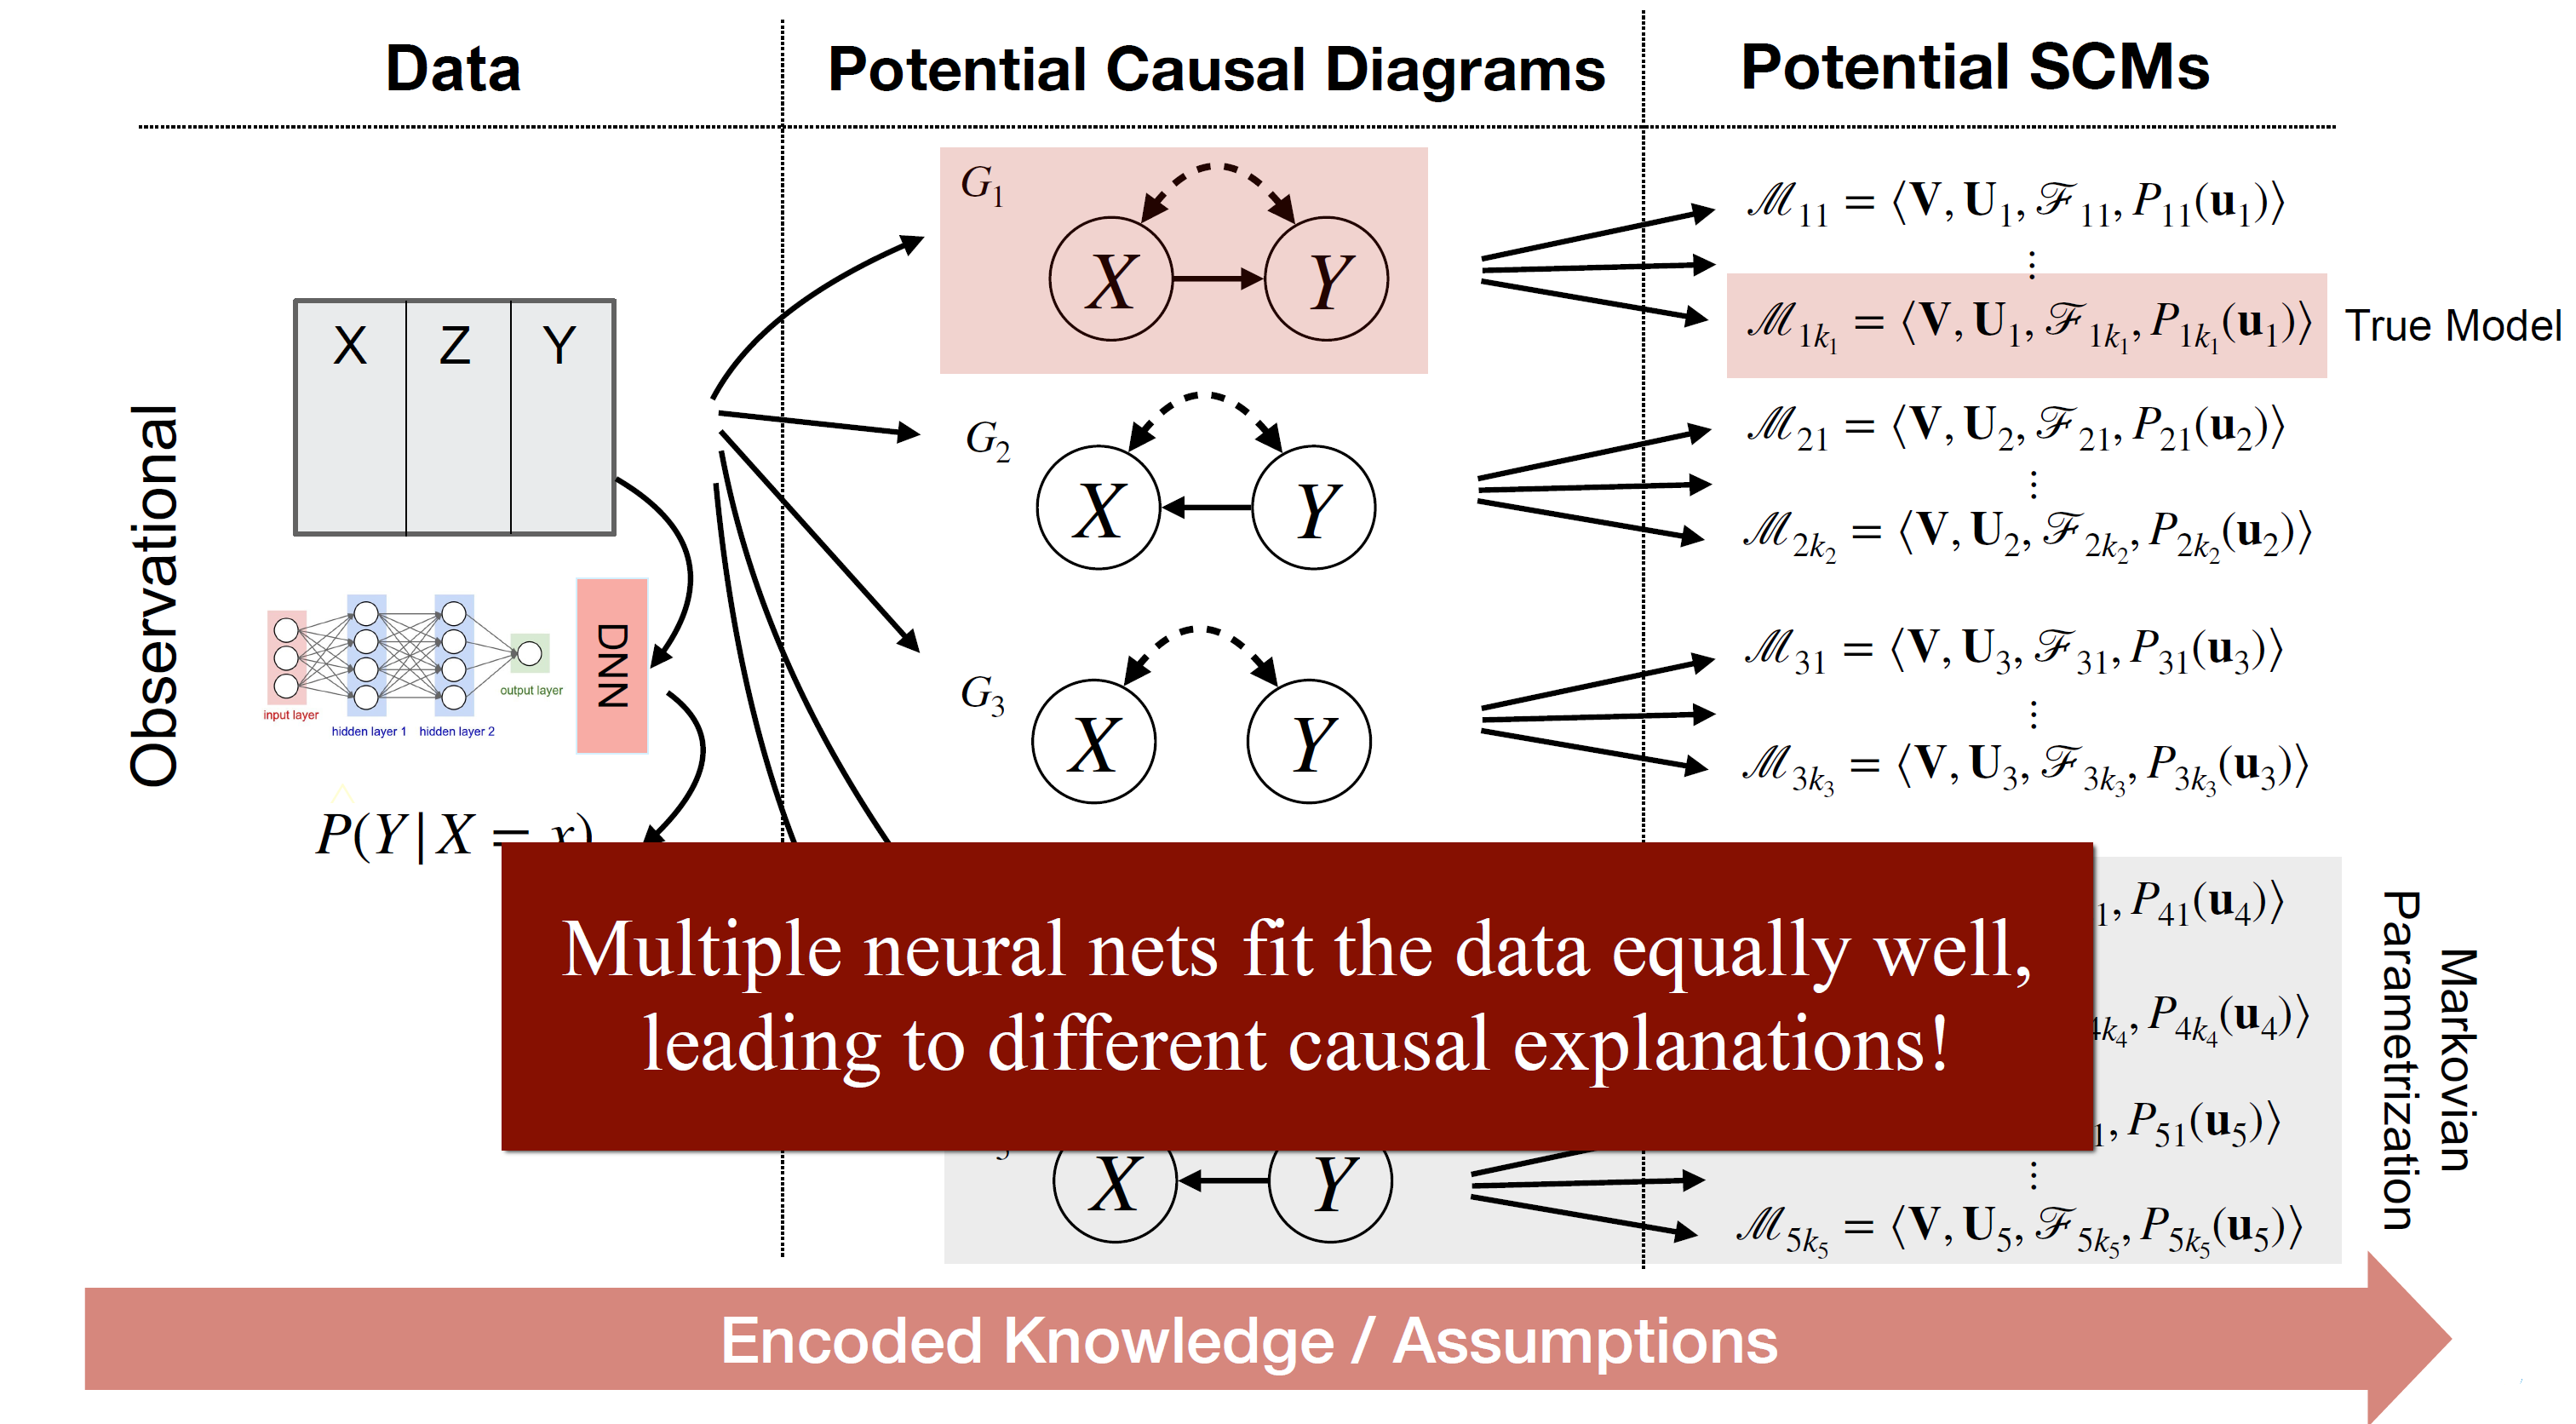 Data
Potential Causal Diagrams
Potential SCMs
Observational
X Z Y
input layer
hidden layer 1
hidden layer 2
output layer
DNN
P̂(Y|X = x)
G₁
X Y
G₂
X Y
G₃
X Y
X Y
ℳ₁₁ = ⟨V, U₁, ℱ₁₁, P₁₁(u₁)⟩
⋮
ℳ₁ₖ₁ = ⟨V, U₁, ℱ₁ₖ₁, P₁ₖ₁(u₁)⟩
True Model
ℳ₂₁ = ⟨V, U₂, ℱ₂₁, P₂₁(u₂)⟩
⋮
ℳ₂ₖ₂ = ⟨V, U₂, ℱ₂ₖ₂, P₂ₖ₂(u₂)⟩
ℳ₃₁ = ⟨V, U₃, ℱ₃₁, P₃₁(u₃)⟩
⋮
ℳ₃ₖ₃ = ⟨V, U₃, ℱ₃ₖ₃, P₃ₖ₃(u₃)⟩
₁, P₄₁(u₄)⟩
₄ₖ₄, P₄ₖ₄(u₄)⟩
₁, P₅₁(u₅)⟩
⋮
ℳ₅ₖ₅ = ⟨V, U₅, ℱ₅ₖ₅, P₅ₖ₅(u₅)⟩
Markovian
Parametrization
Multiple neural nets fit the data equally well,
leading to different causal explanations!
Encoded Knowledge / Assumptions